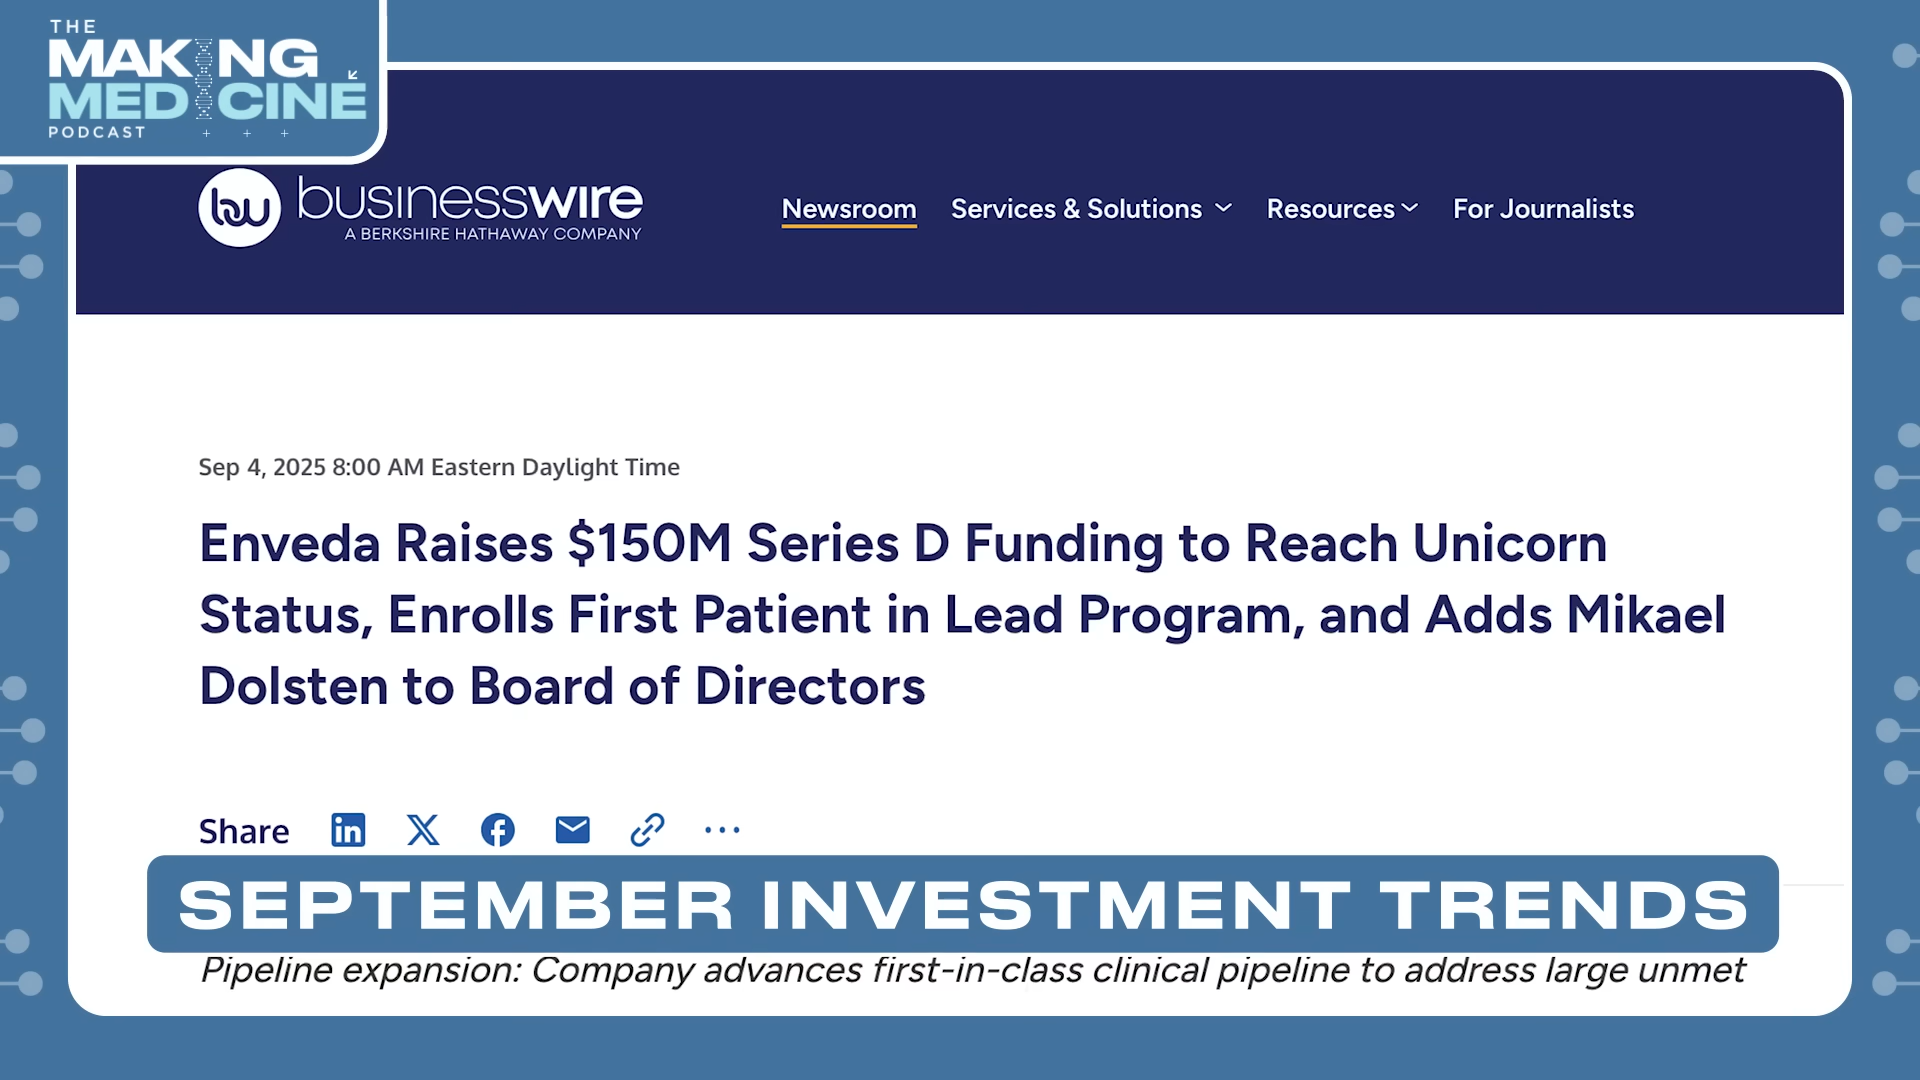 THE
MAKING
MEDICINE
PODCAST
bw businesswire
A BERKSHIRE HATHAWAY COMPANY
Newsroom Services & Solutions Resources For Journalists
Sep 4, 2025 8:00 AM Eastern Daylight Time
Enveda Raises $150M Series D Funding to Reach Unicorn
Status, Enrolls First Patient in Lead Program, and Adds Mikael
Dolsten to Board of Directors
Share
SEPTEMBER INVESTMENT TRENDS
Pipeline expansion: Company advances first-in-class clinical pipeline to address large unmet